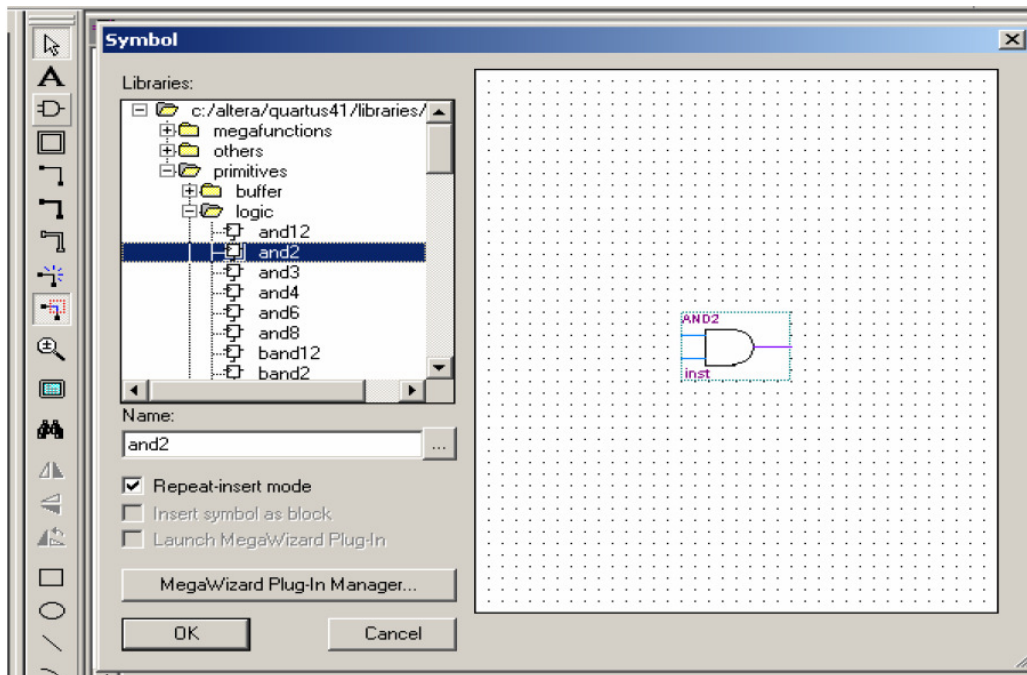 Symbol
Libraries:
c:/altera/quartus41/libraries/
megafunctions
others
primitives
buffer
logic
and12
and2
and3
and4
and6
and8
band12
band2
Name:
and2
...
Repeat-insert mode
Insert symbol as block
Launch MegaWizard Plug-In
MegaWizard Plug-In Manager...
OK
Cancel
AND2
inst
A